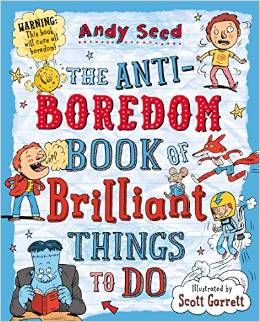 WARNING:
This book
will cure all
boredom!
Andy Seed
THE ANTI-
BOREDOM
BOOK OF
Brilliant
THINGS
TO DO
Illustrated by
Scott Garrett